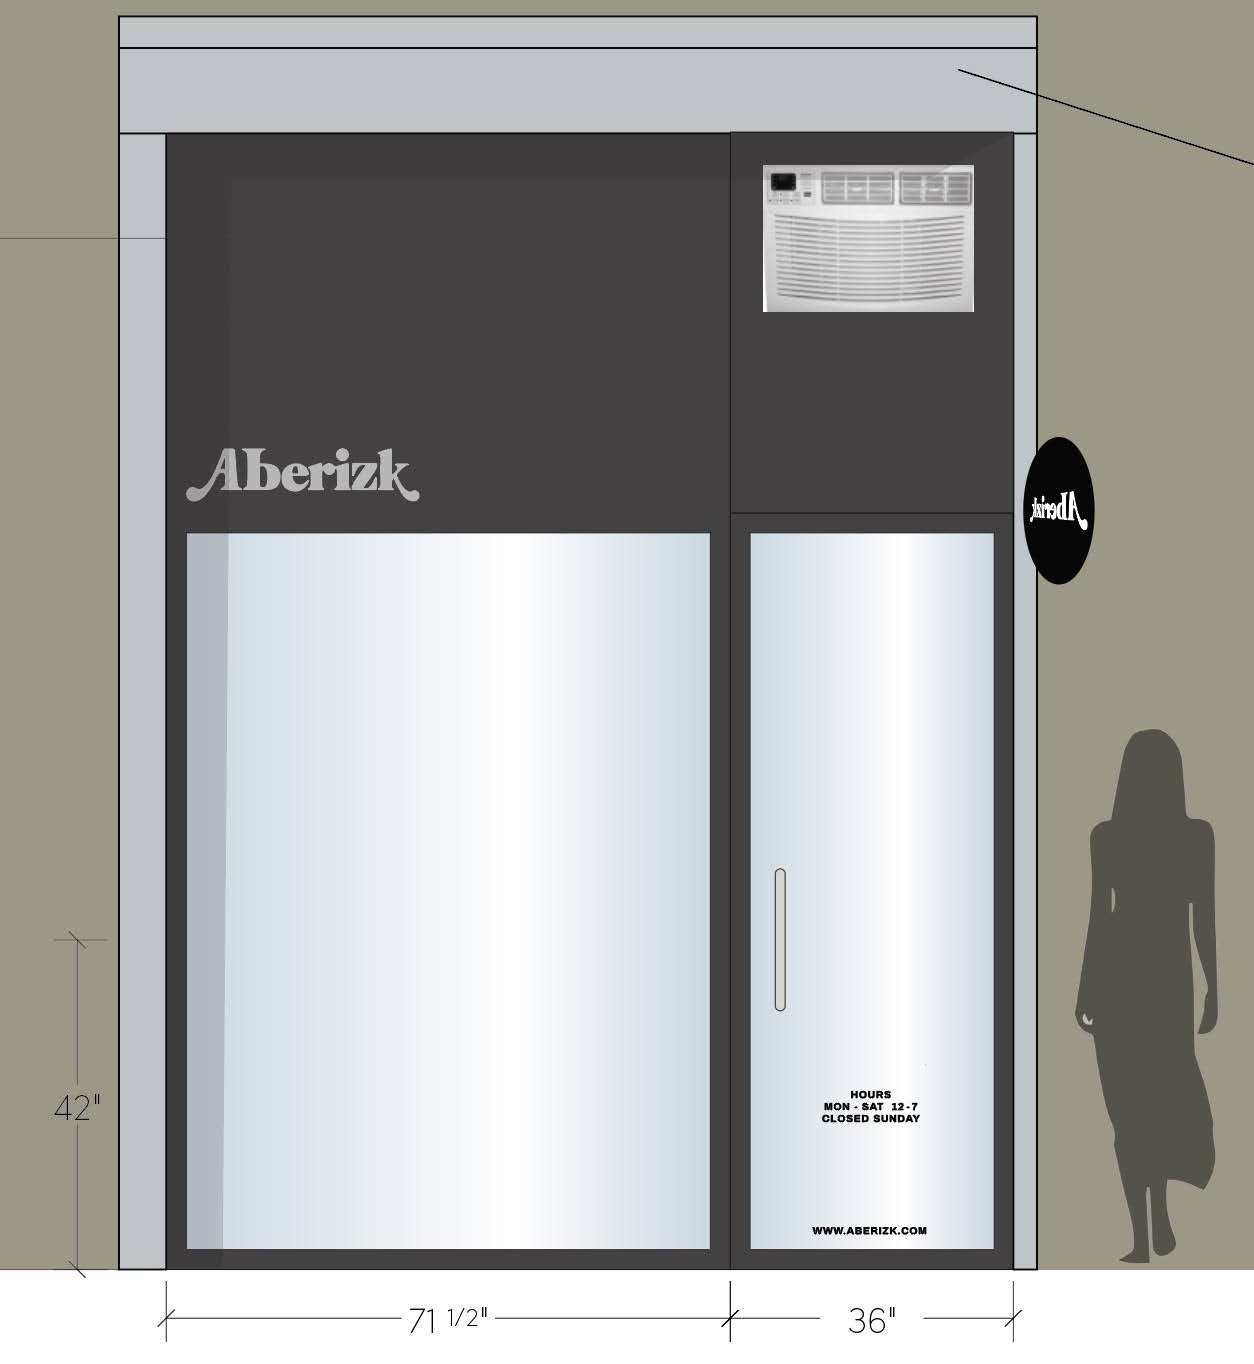 Aberizk
Aberizk
42"
HOURS
MON - SAT 12-7
CLOSED SUNDAY
WWW.ABERIZK.COM
71 1/2"
36"